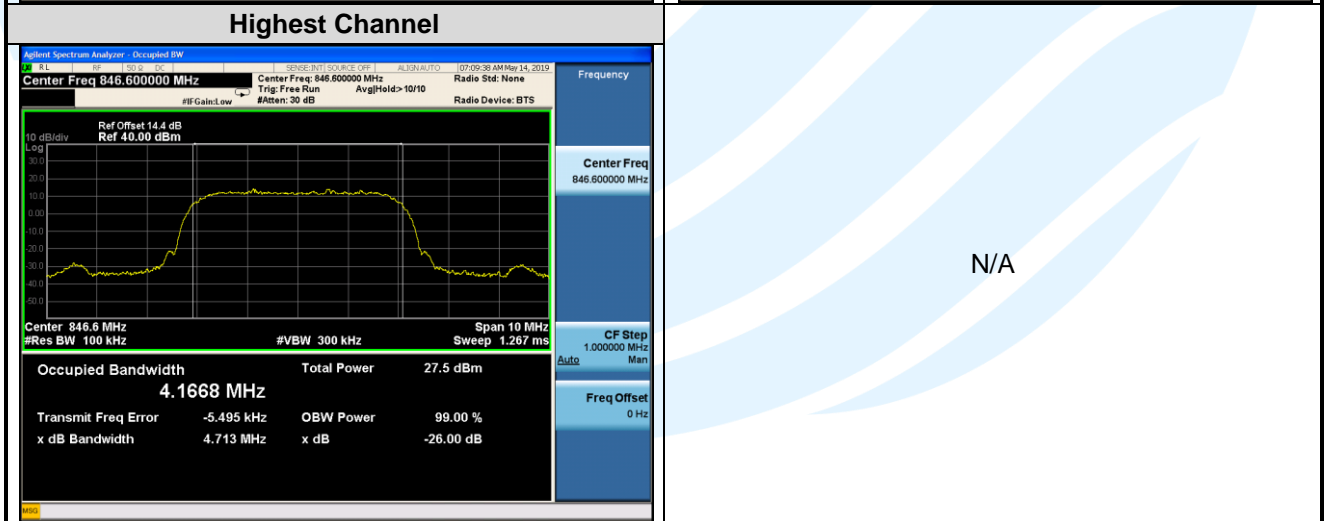 Highest Channel
Agilent Spectrum Analyzer - Occupied BW
RL RF 50 Ω DC SENSE:INT SOURCE OFF ALIGN AUTO 07:09:38 AM May 14, 2019
Center Freq 846.600000 MHz Center Freq: 846.600000 MHz Radio Std: None Frequency
Trig: Free Run Avg|Hold:>10/10
#IFGain:Low #Atten: 30 dB Radio Device: BTS
Ref Offset 14.4 dB
10 dB/div Ref 40.00 dBm
Log
30.0
20.0
10.0
0.00
-10.0
-20.0
-30.0
-40.0
-50.0
Center Freq
846.600000 MHz
N/A
Center 846.6 MHz Span 10 MHz
#Res BW 100 kHz #VBW 300 kHz Sweep 1.267 ms
CF Step
1.000000 MHz
Auto Man
Occupied Bandwidth Total Power 27.5 dBm
4.1668 MHz
Freq Offset
0 Hz
Transmit Freq Error -5.495 kHz OBW Power 99.00 %
x dB Bandwidth 4.713 MHz x dB -26.00 dB
MSG